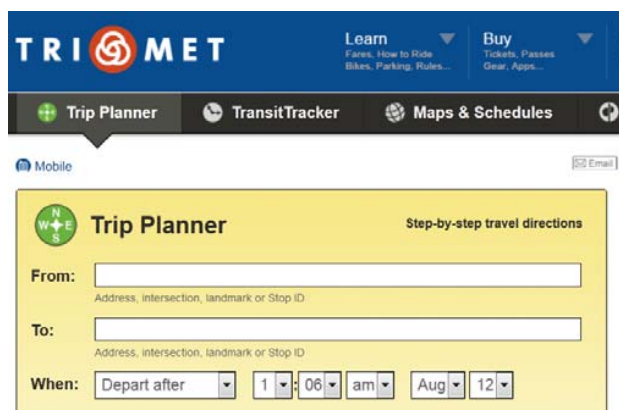 TRI MET
Learn
Fares, How to Ride
Bikes, Parking, Rules...
Buy
Tickets, Passes
Gear, Apps...
Trip Planner
TransitTracker
Maps & Schedules
Mobile
Email
N
W E
S
Trip Planner
Step-by-step travel directions
From:
Address, intersection, landmark or Stop ID
To:
Address, intersection, landmark or Stop ID
When: Depart after 1 : 06 am Aug 12